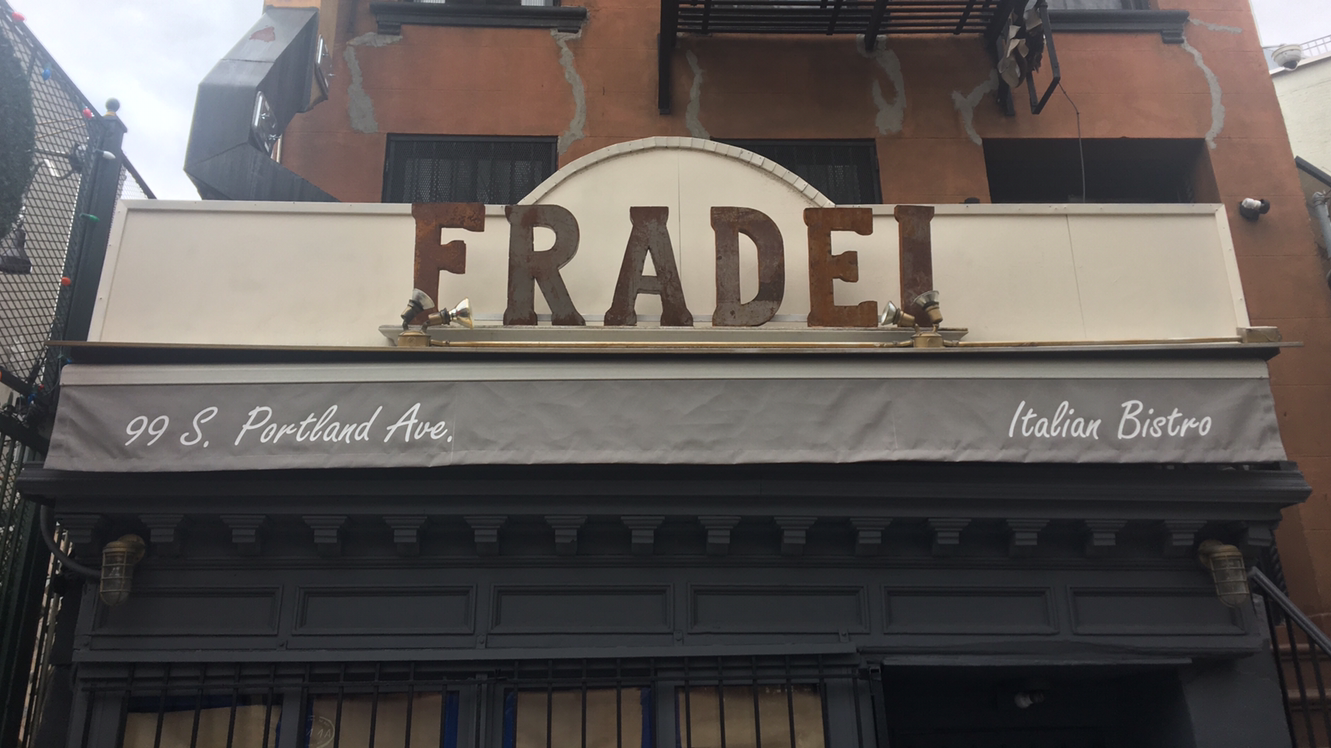 FRADEI
99 S. Portland Ave.
Italian Bistro